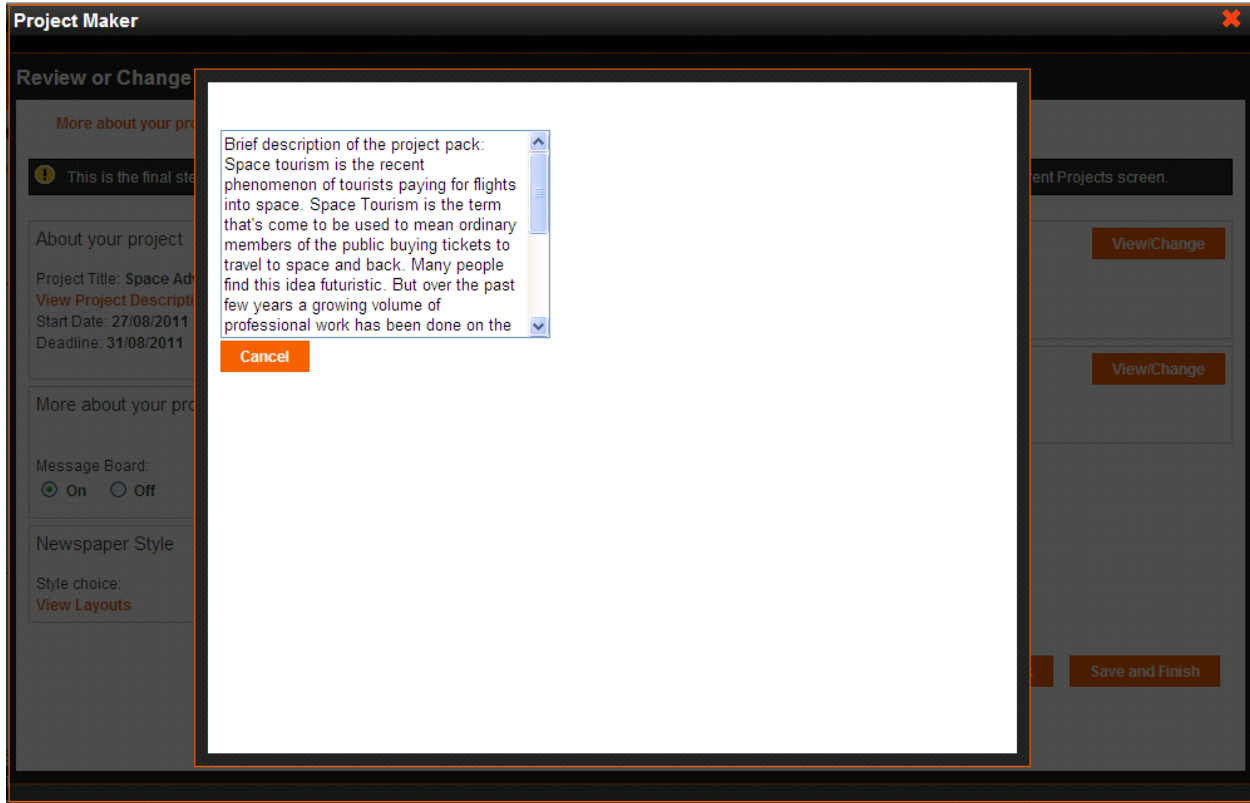 Project Maker
Review or Change
More about your pro
This is the final ste
ent Projects screen.
About your project
View/Change
Project Title: Space Adv
View Project Descripti
Start Date: 27/08/2011
Deadline: 31/08/2011
View/Change
More about your pro
Message Board:
On Off
Newspaper Style
Style choice:
View Layouts
Save and Finish
Brief description of the project pack:
Space tourism is the recent
phenomenon of tourists paying for flights
into space. Space Tourism is the term
that's come to be used to mean ordinary
members of the public buying tickets to
travel to space and back. Many people
find this idea futuristic. But over the past
few years a growing volume of
professional work has been done on the
Cancel